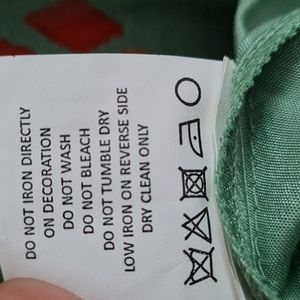 DO NOT IRON DIRECTLY
ON DECORATION
DO NOT WASH
DO NOT BLEACH
DO NOT TUMBLE DRY
LOW IRON ON REVERSE SIDE
DRY CLEAN ONLY